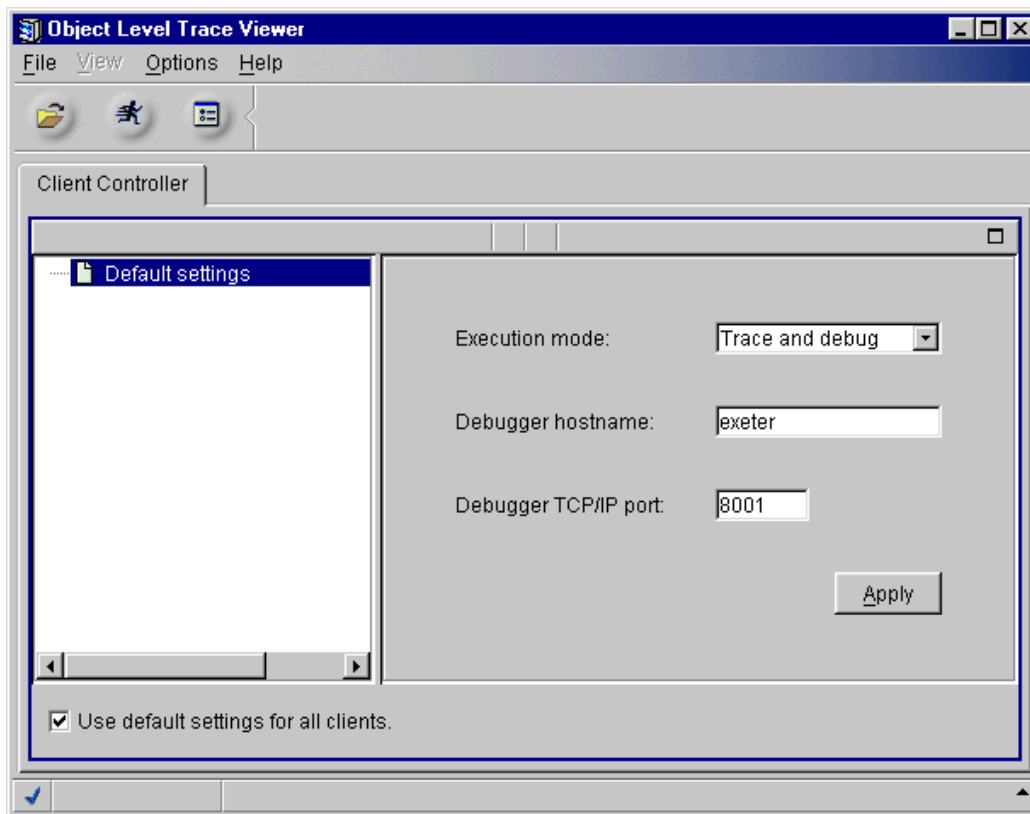 Object Level Trace Viewer
File View Options Help
Client Controller
Default settings
Execution mode: Trace and debug
Debugger hostname: exeter
Debugger TCP/IP port: 8001
Apply
Use default settings for all clients.